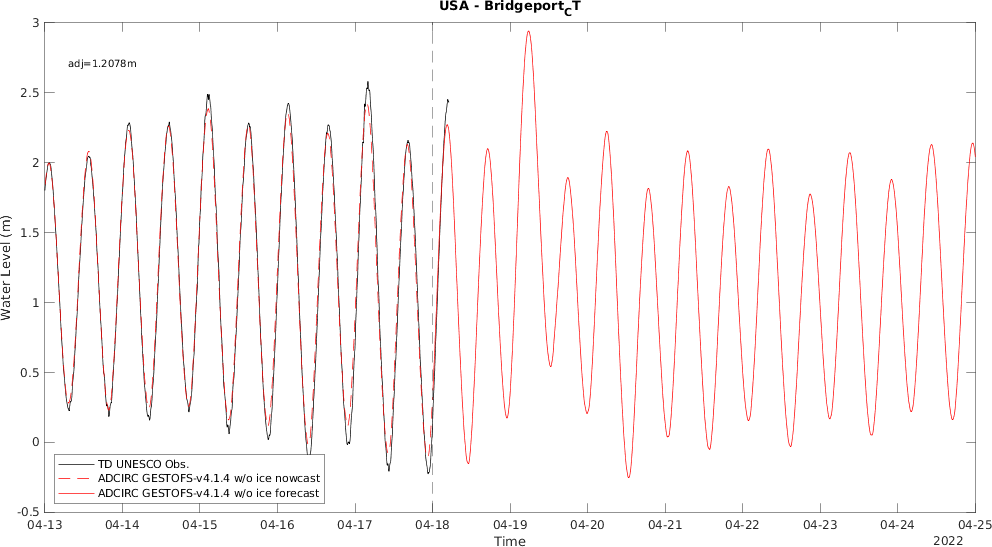 USA - Bridgeport_CT
adj=1.2078m
3
2.5
2
1.5
1
0.5
0
-0.5
Water Level (m)
TD UNESCO Obs.
ADCIRC GESTOFS-v4.1.4 w/o ice nowcast
ADCIRC GESTOFS-v4.1.4 w/o ice forecast
04-13 04-14 04-15 04-16 04-17 04-18 04-19 04-20 04-21 04-22 04-23 04-24 04-25
Time
2022